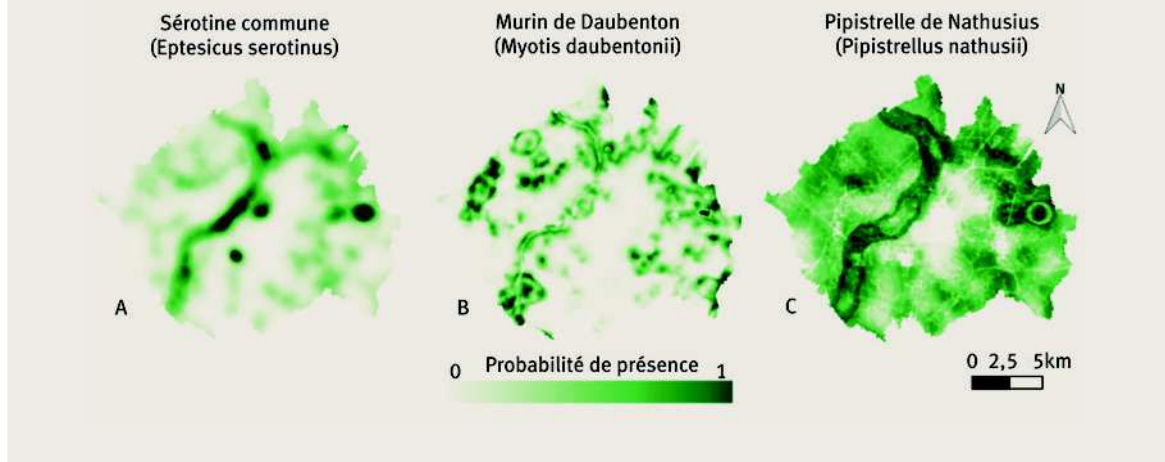 Sérotine commune
(Eptesicus serotinus)
Murin de Daubenton
(Myotis daubentonii)
Pipistrelle de Nathusius
(Pipistrellus nathusii)
N
A
B
C
0 Probabilité de présence 1
0 2,5 5km